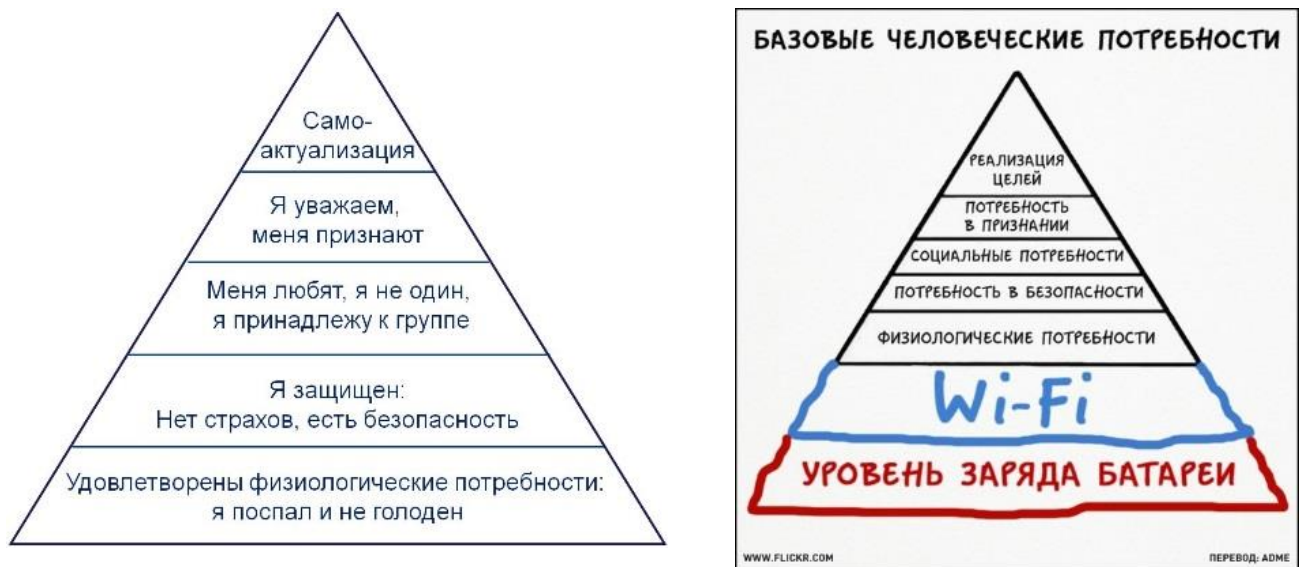 Само-
актуализация
Я уважаем,
меня признают
Меня любят, я не один,
я принадлежу к группе
Я защищен:
Нет страхов, есть безопасность
Удовлетворены физиологические потребности:
я поспал и не голоден
БАЗОВЫЕ ЧЕЛОВЕЧЕСКИЕ ПОТРЕБНОСТИ
РЕАЛИЗАЦИЯ
ЦЕЛЕЙ
ПОТРЕБНОСТЬ
В ПРИЗНАНИИ
СОЦИАЛЬНЫЕ ПОТРЕБНОСТИ
ПОТРЕБНОСТЬ В БЕЗОПАСНОСТИ
ФИЗИОЛОГИЧЕСКИЕ ПОТРЕБНОСТИ
Wi-Fi
УРОВЕНЬ ЗАРЯДА БАТАРЕИ
WWW.FLICKR.COM
ПЕРЕВОД: ADME